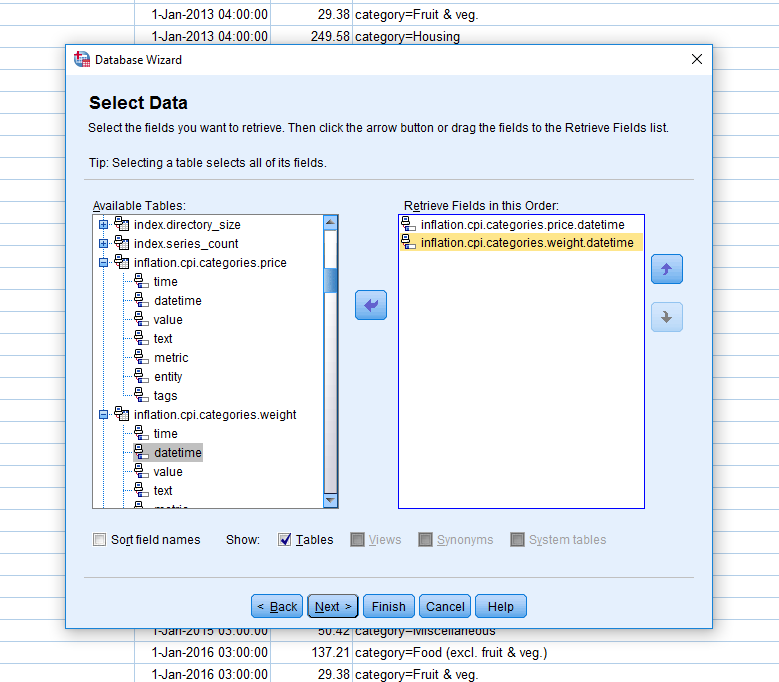 1-Jan-2013 04:00:00 29.38 category=Fruit & veg.
1-Jan-2013 04:00:00 249.58 category=Housing
Database Wizard
Select Data
Select the fields you want to retrieve. Then click the arrow button or drag the fields to the Retrieve Fields list.
Tip: Selecting a table selects all of its fields.
Available Tables:
index.directory_size
index.series_count
inflation.cpi.categories.price
time
datetime
value
text
metric
entity
tags
inflation.cpi.categories.weight
time
datetime
value
text
metric
Retrieve Fields in this Order:
inflation.cpi.categories.price.datetime
inflation.cpi.categories.weight.datetime
Sort field names Show: Tables Views Synonyms System tables
< Back Next > Finish Cancel Help
1-Jan-2015 03:00:00 50.42 category=Miscellaneous
1-Jan-2016 03:00:00 137.21 category=Food (excl. fruit & veg.)
1-Jan-2016 03:00:00 29.38 category=Fruit & veg.